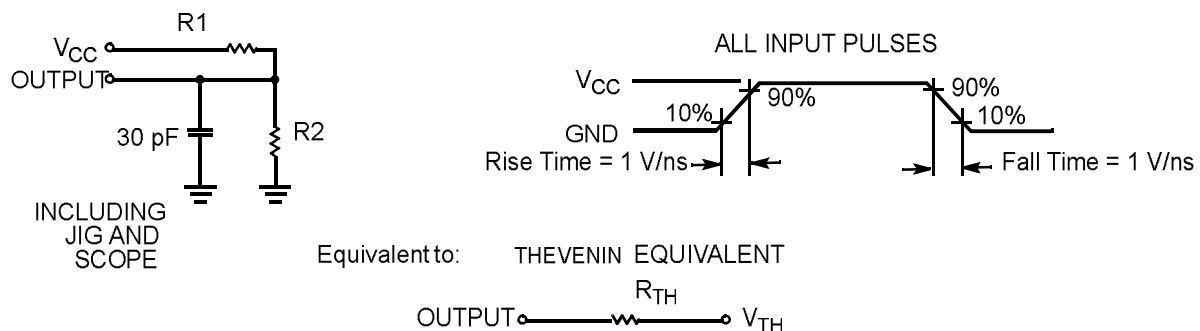 R1
VCC
OUTPUT
30 pF
R2
INCLUDING
JIG AND
SCOPE
ALL INPUT PULSES
VCC
GND
10%
90%
90%
10%
Rise Time = 1 V/ns
Fall Time = 1 V/ns
Equivalent to: THEVENIN EQUIVALENT
RTH
OUTPUT
VTH